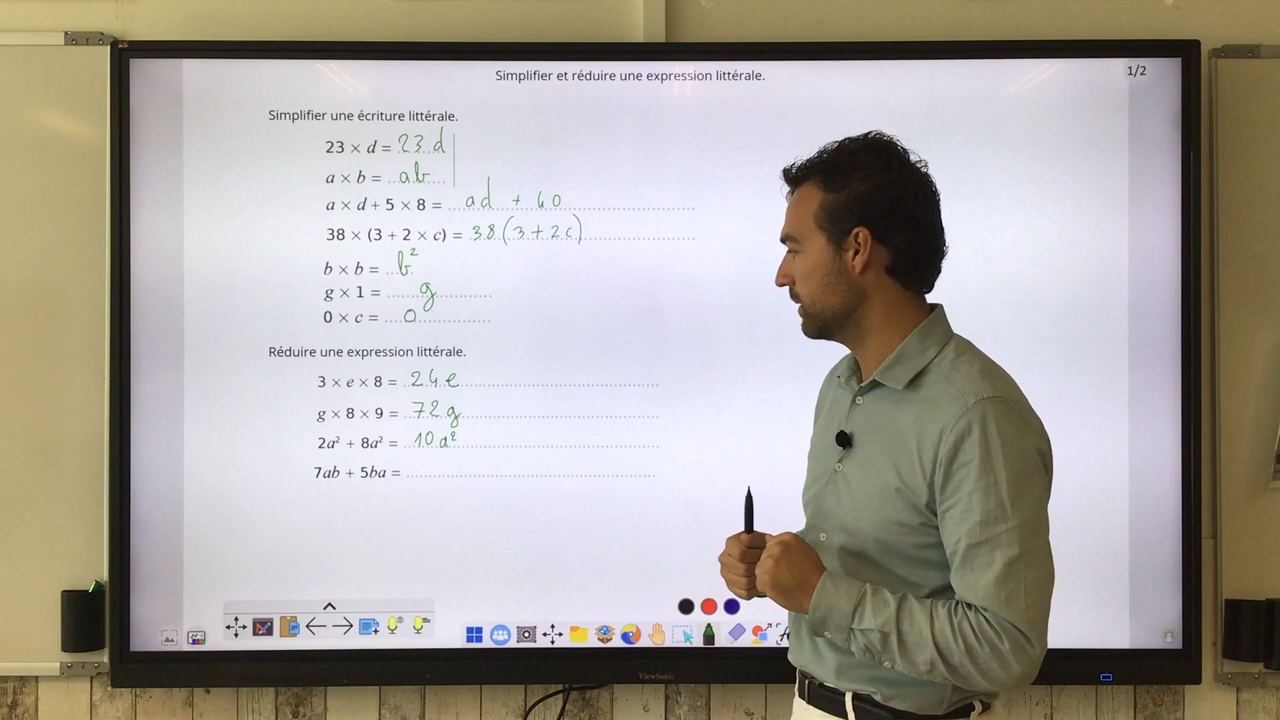 Simplifier et réduire une expression littérale.
1/2
Simplifier une écriture littérale.
23 × d = 23 d
a × b = ab
a × d + 5 × 8 = ad + 40
38 × (3 + 2 × c) = 38(3+2c)
b × b = b²
g × 1 = g
0 × c = 0
Réduire une expression littérale.
3 × e × 8 = 24e
g × 8 × 9 = 72g
2a² + 8a² = 10a²
7ab + 5ba =
ViewSonic